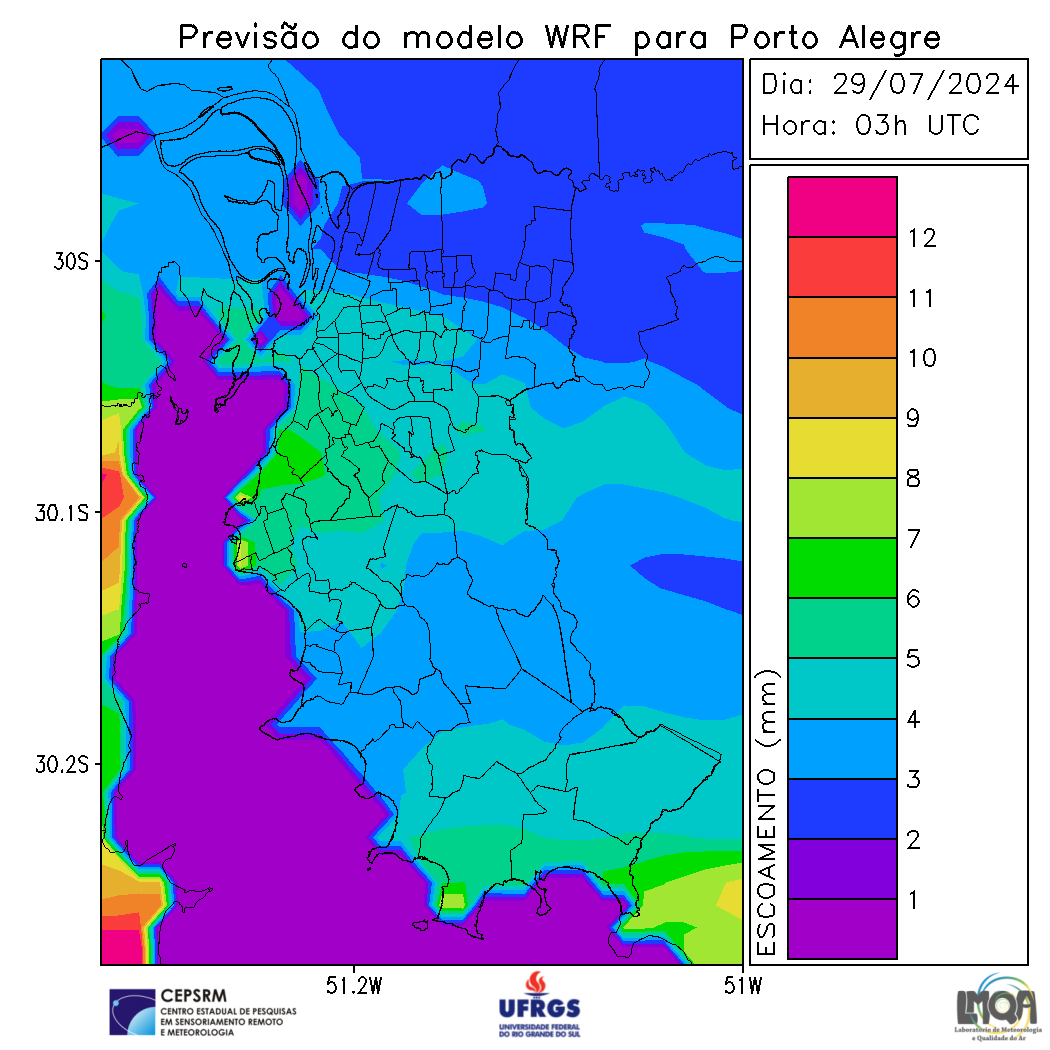 Previsão do modelo WRF para Porto Alegre
Dia: 29/07/2024
Hora: 03h UTC
30S
30.1S
30.2S
51.2W
51W
ESCOAMENTO (mm)
12
11
10
9
8
7
6
5
4
3
2
1
CEPSRM
CENTRO ESTADUAL DE PESQUISAS
EM SENSORIAMENTO REMOTO
E METEOROLOGIA
UFRGS
UNIVERSIDADE FEDERAL
DO RIO GRANDE DO SUL
LMQA
Laboratório de Meteorologia
e Qualidade do Ar